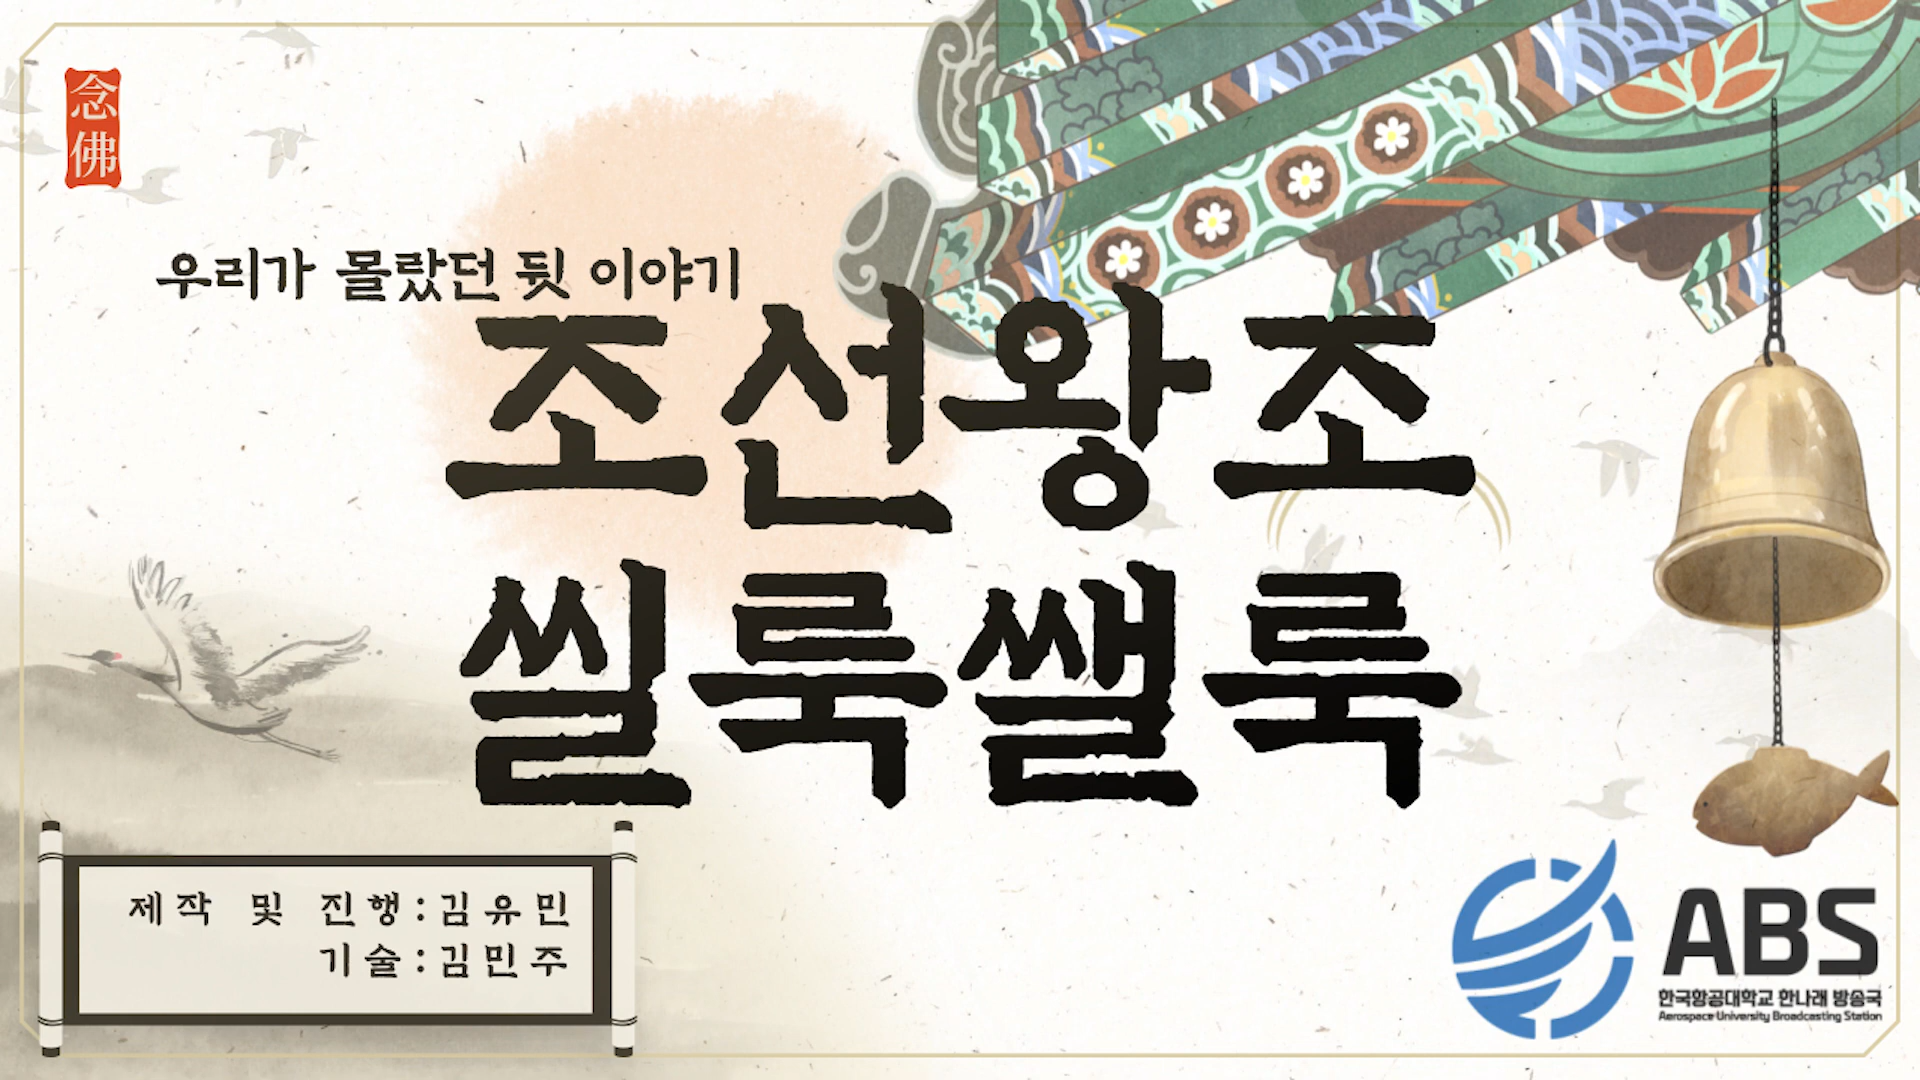 念
佛
우리가 몰랐던 뒷 이야기
조선왕조
씰룩쌜룩
제작 및 진행:김유민
기술:김민주
ABS
한국항공대학교 한나래 방송국
Aerospace University Broadcasting Station